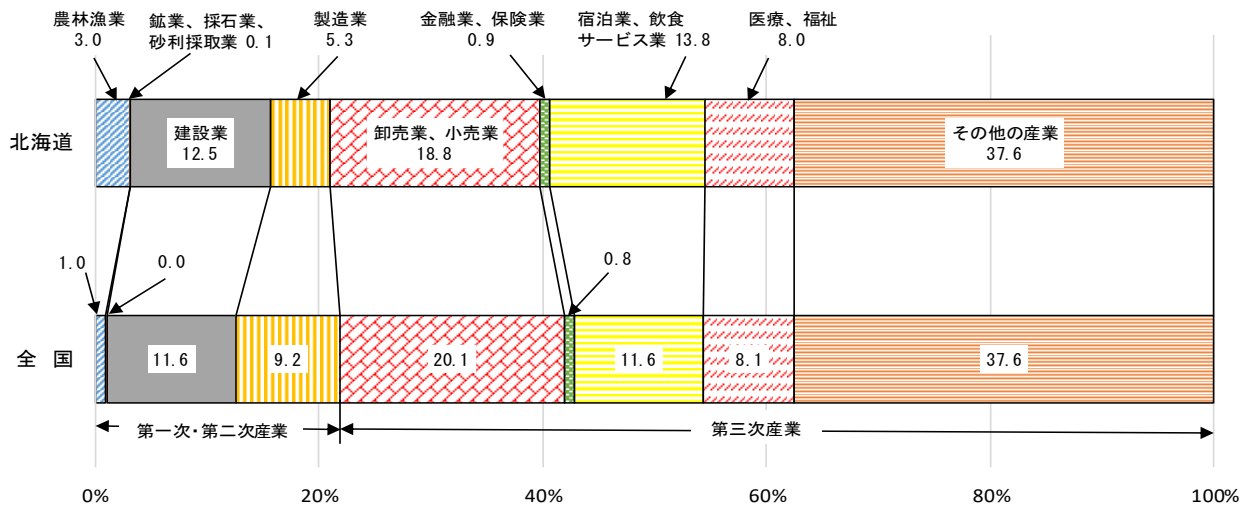 農林漁業
3.0
鉱業、採石業、
砂利採取業 0.1
製造業
5.3
金融業、保険業
0.9
宿泊業、飲食
サービス業 13.8
医療、福祉
8.0
北海道
建設業
12.5
卸売業、小売業
18.8
その他の産業
37.6
1.0
0.0
0.8
全 国
11.6
9.2
20.1
11.6
8.1
37.6
第一次・第二次産業
第三次産業
0%
20%
40%
60%
80%
100%